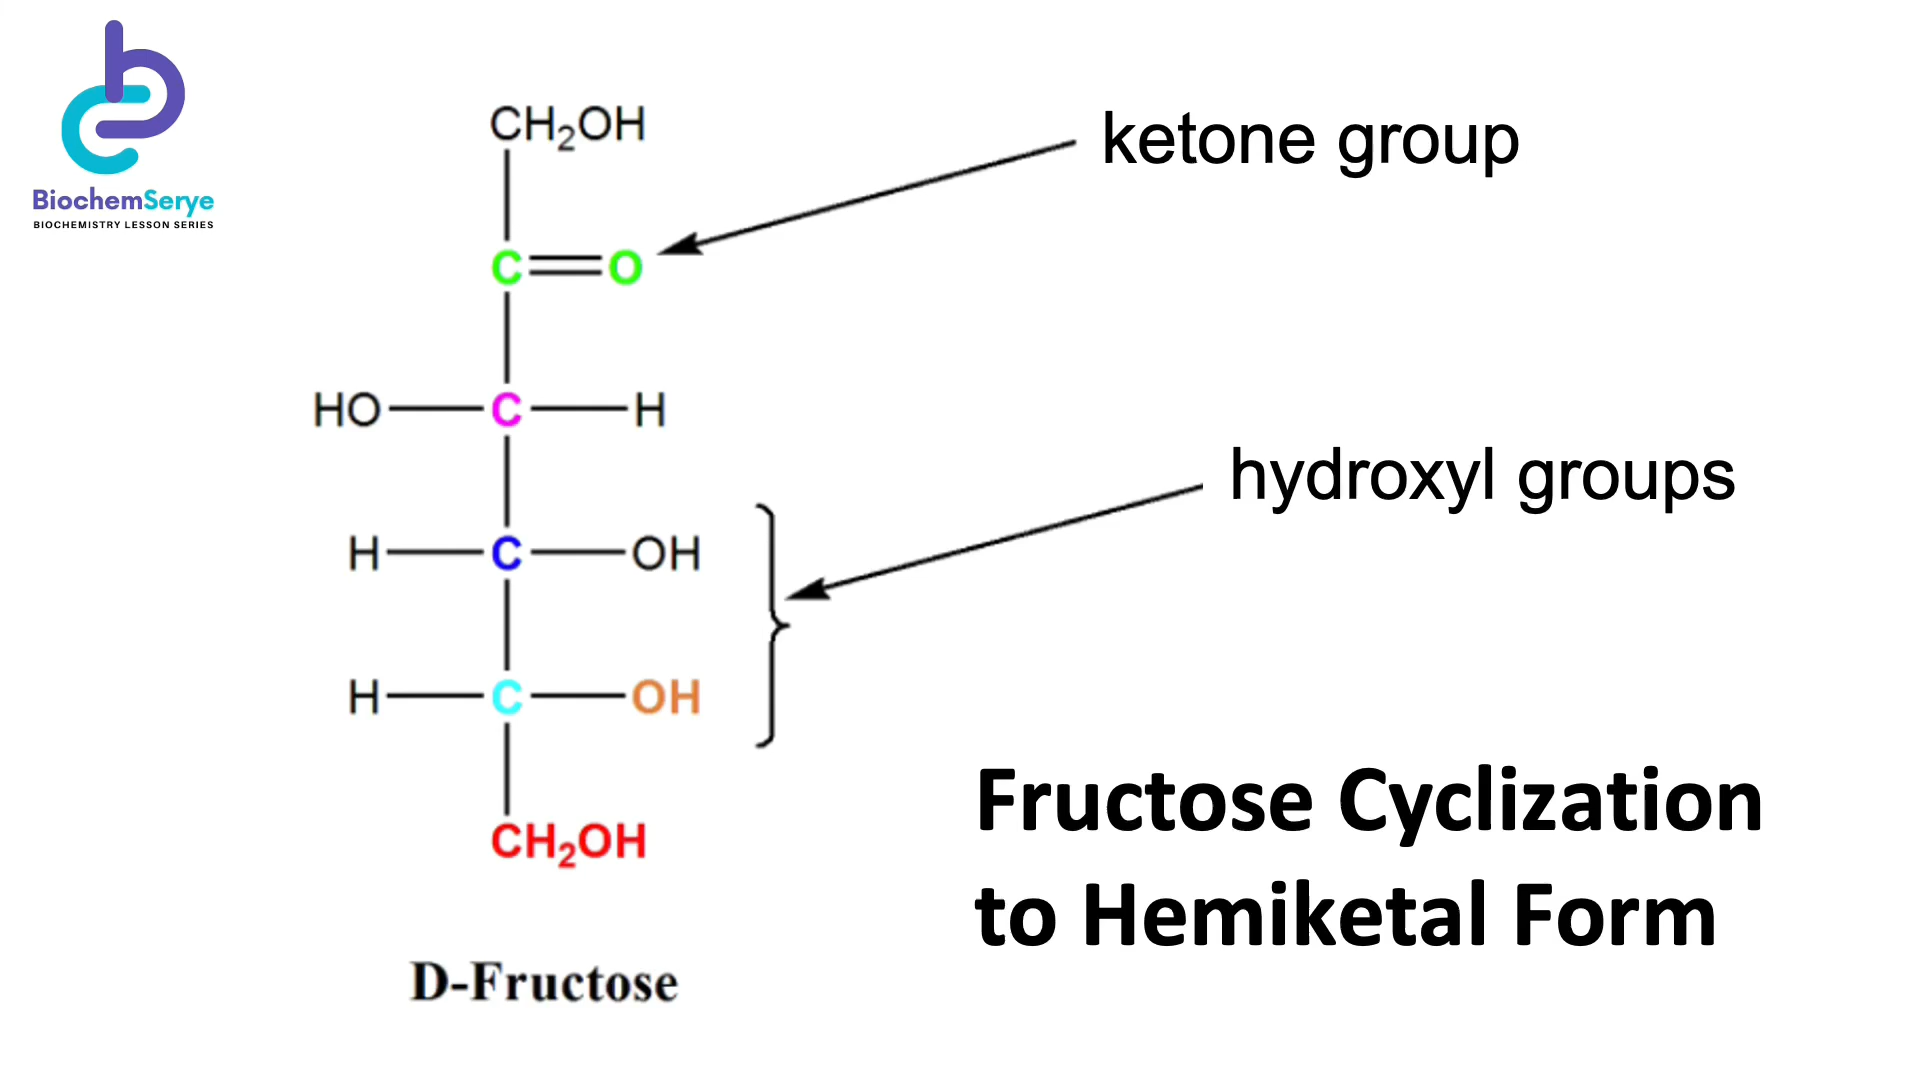 BiochemSerye
BIOCHEMISTRY LESSON SERIES
CH₂OH
ketone group
C=O
HO—C—H
hydroxyl groups
H—C—OH
H—C—OH
CH₂OH
Fructose Cyclization
to Hemiketal Form
D-Fructose